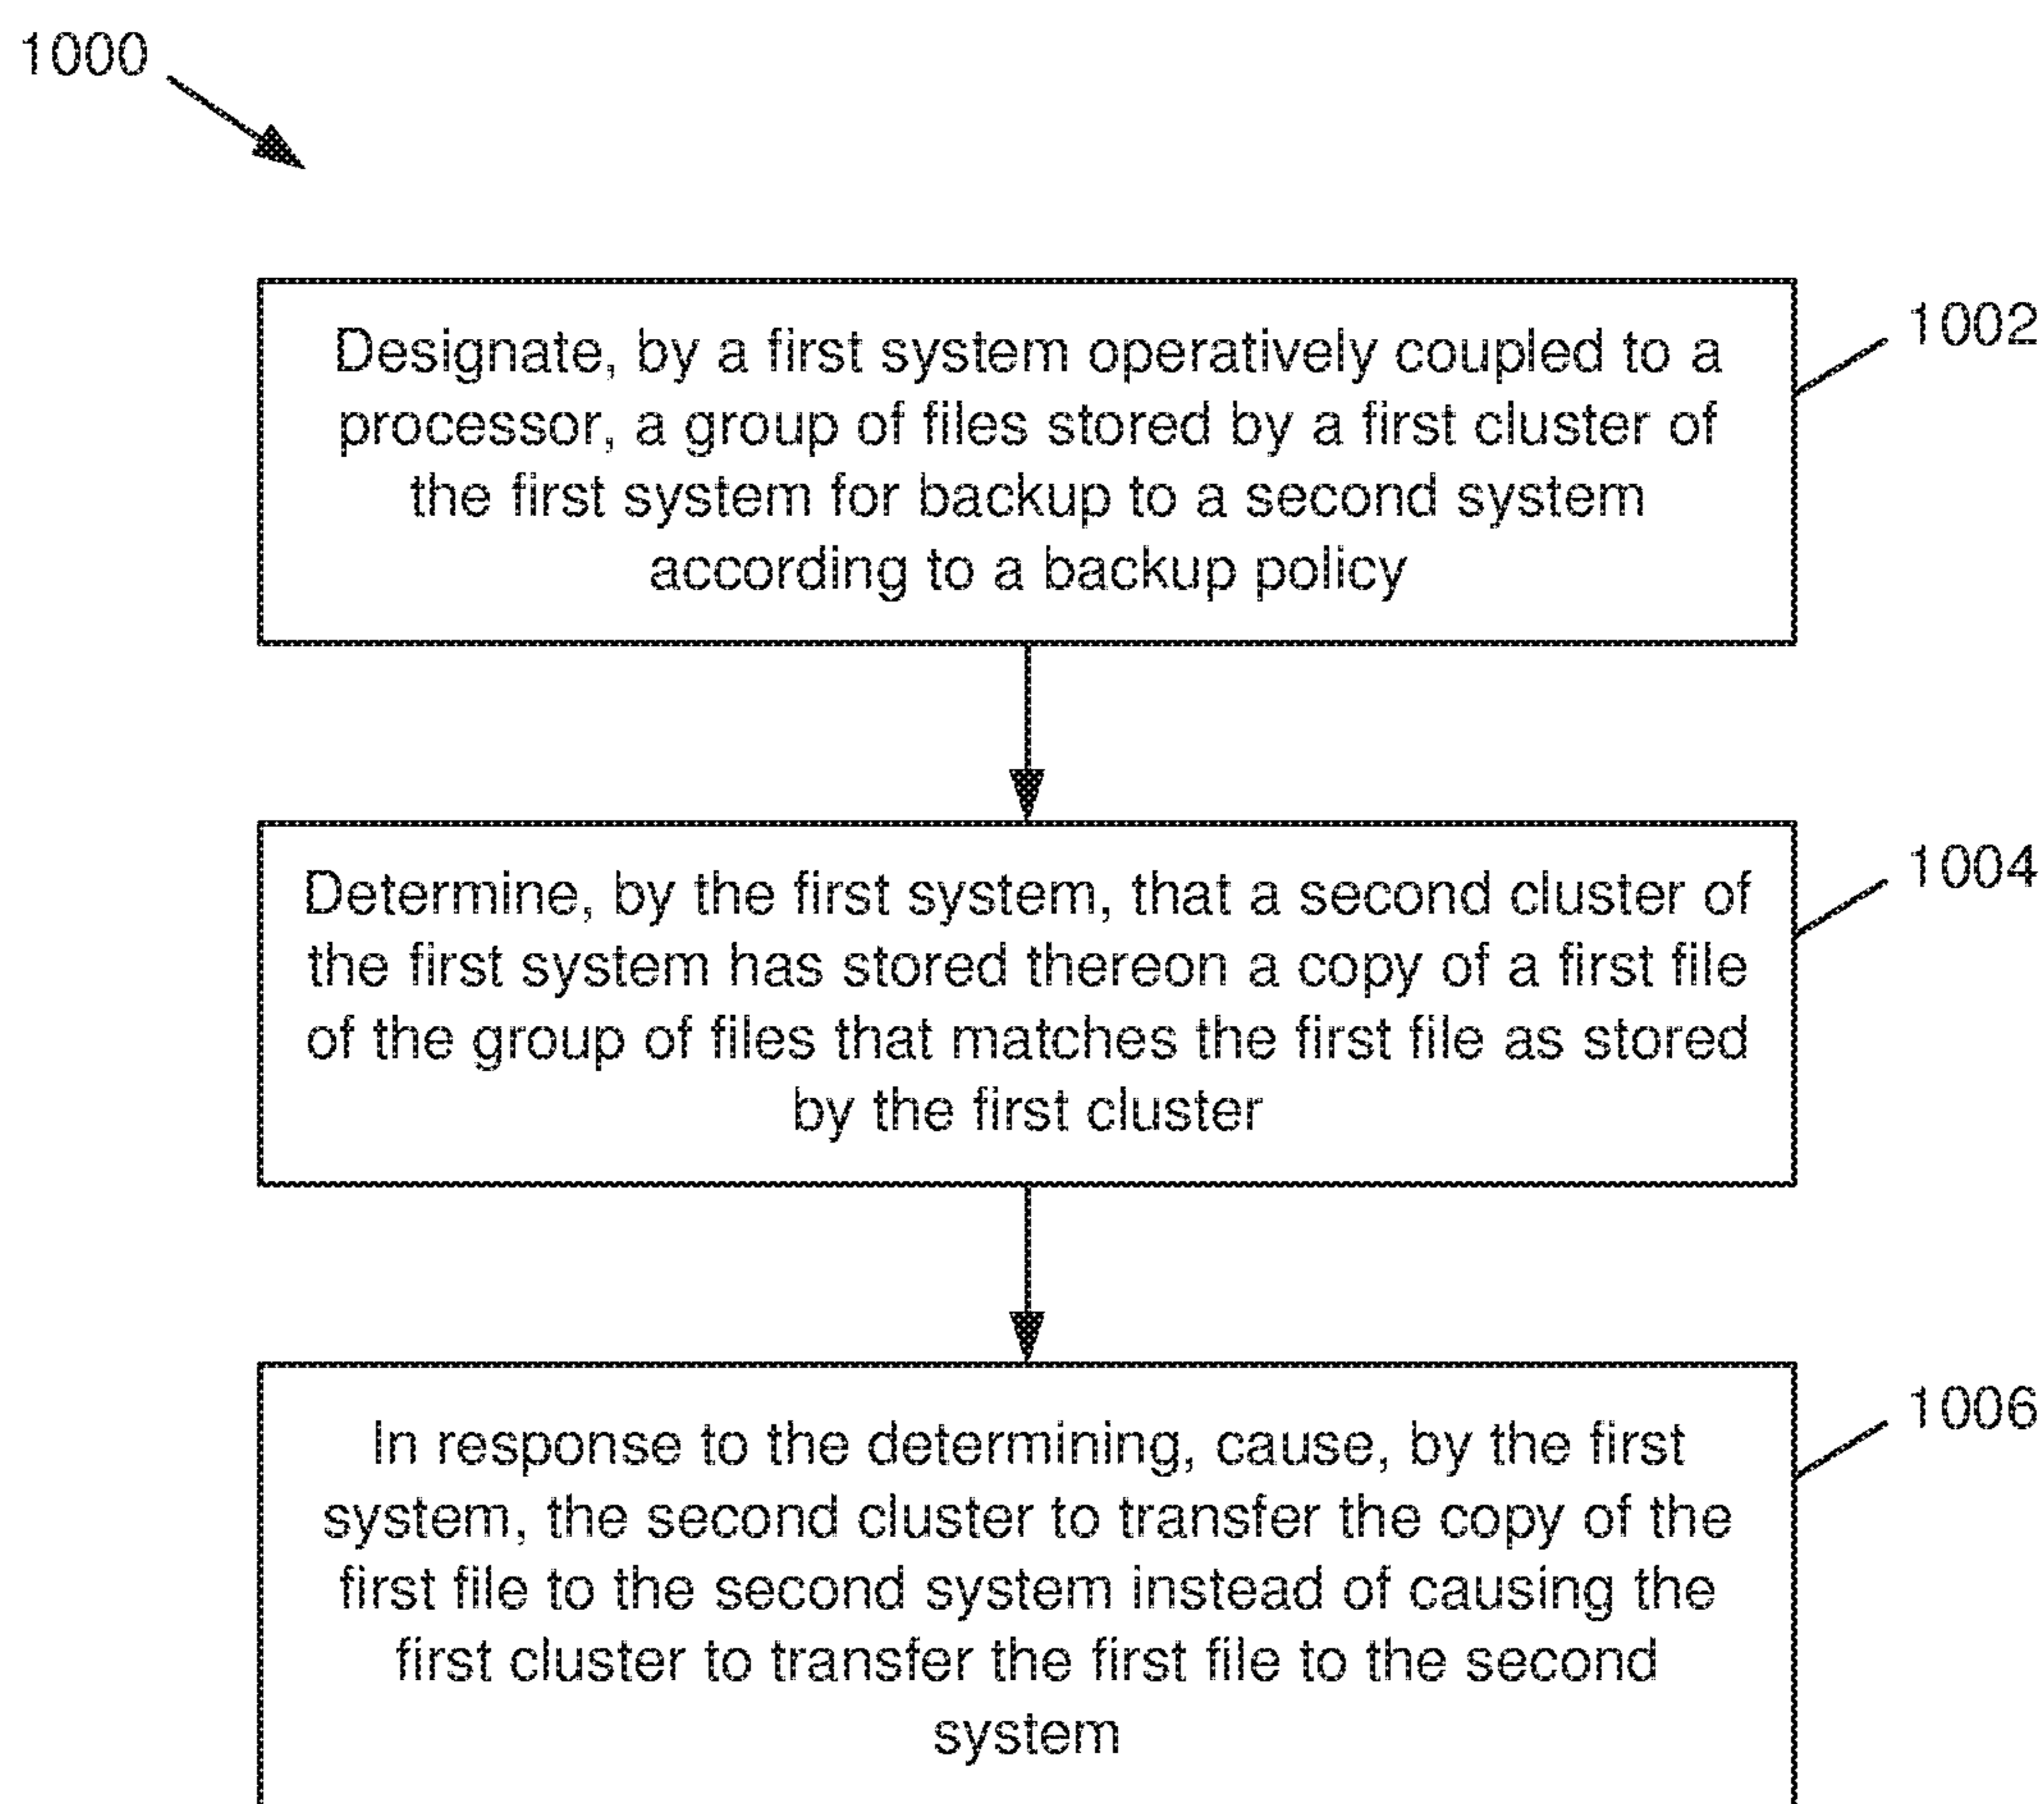 1000
Designate, by a first system operatively coupled to a
processor, a group of files stored by a first cluster of
the first system for backup to a second system
according to a backup policy
1002
Determine, by the first system, that a second cluster of
the first system has stored thereon a copy of a first file
of the group of files that matches the first file as stored
by the first cluster
1004
In response to the determining, cause, by the first
system, the second cluster to transfer the copy of the
first file to the second system instead of causing the
first cluster to transfer the first file to the second
system
1006